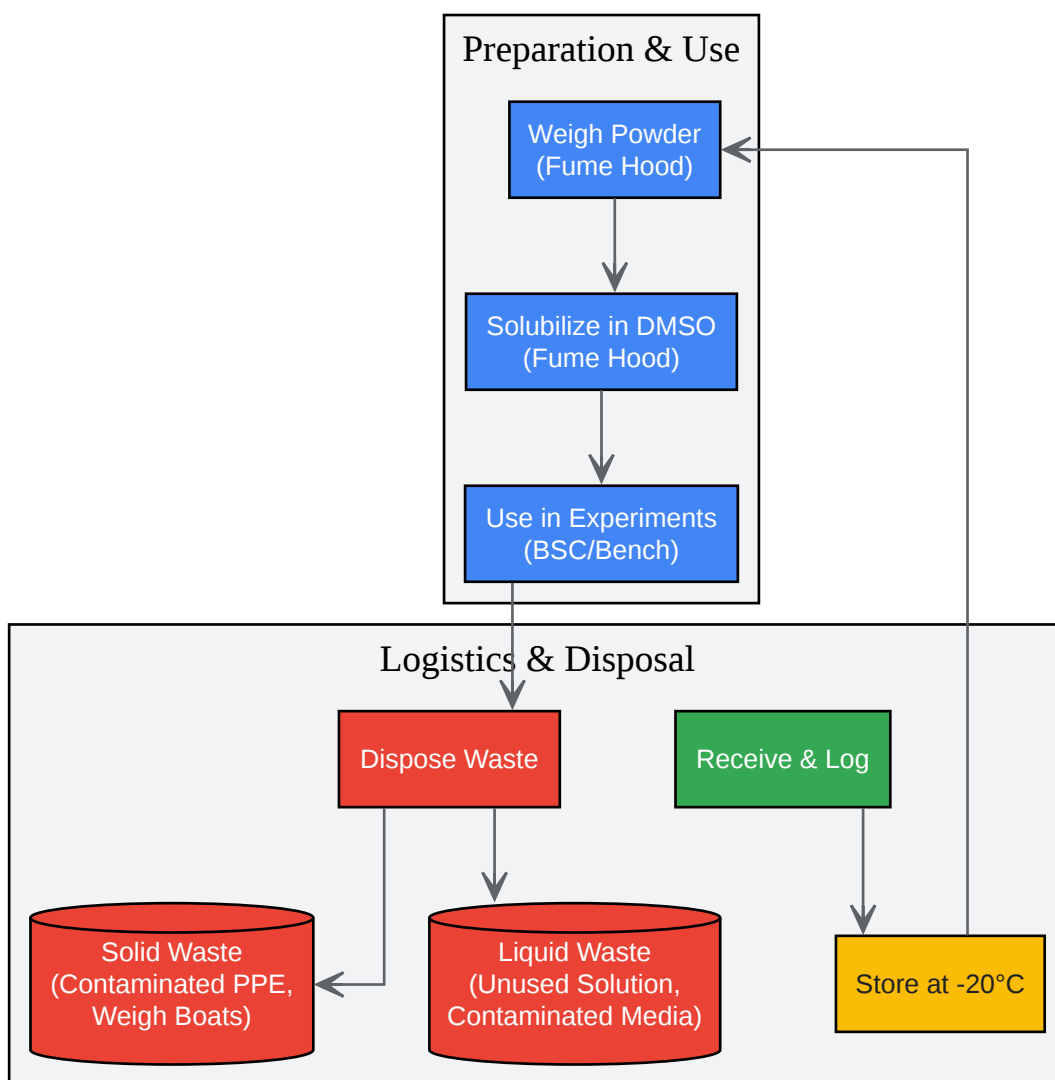 Preparation & Use
Weigh Powder
(Fume Hood)
Solubilize in DMSO
(Fume Hood)
Use in Experiments
(BSC/Bench)
Logistics & Disposal
Dispose Waste
Receive & Log
Solid Waste
(Contaminated PPE,
Weigh Boats)
Liquid Waste
(Unused Solution,
Contaminated Media)
Store at -20°C